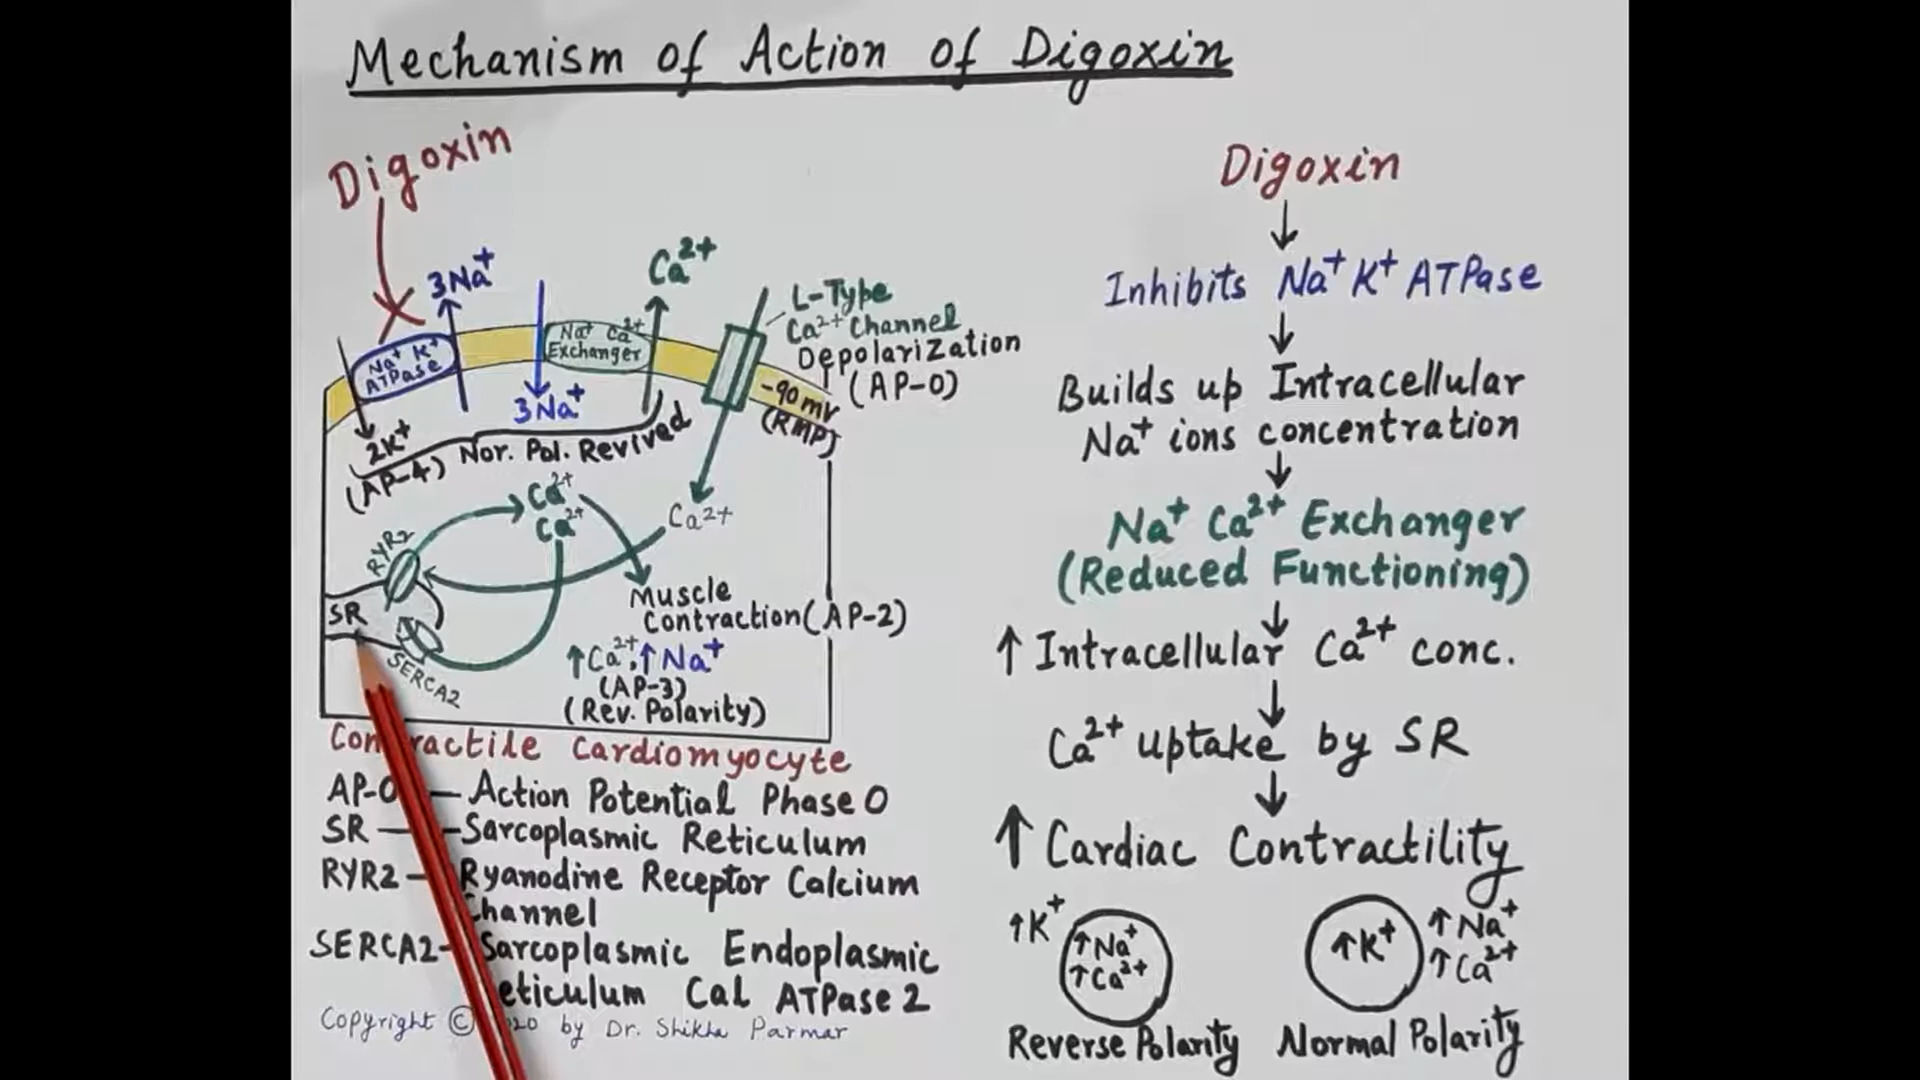 Mechanism of Action of Digoxin
Digoxin
3Na+
Ca2+
L-Type
Ca2+ Channel
Depolarization
(AP-0)
Na+ K+
ATPase
Na+ Ca2+
Exchanger
-90mv
(RMP)
2K+
(AP-4)
3Na+
Nor. Pol. Revived
Ca2+
Ca2+
Ca2+
RYR2
SR
SERCA2
Muscle
Contraction (AP-2)
↑Ca2+, ↑Na+
(AP-3)
(Rev. Polarity)
Contractile Cardiomyocyte
AP-0 — Action Potential Phase 0
SR — Sarcoplasmic Reticulum
RYR2 - Ryanodine Receptor Calcium
Channel
SERCA2- Sarcoplasmic Endoplasmic
eticulum Cal ATPase 2
Copyright © 20 by Dr. Shikha Parmar
Digoxin
↓
Inhibits Na+ K+ ATPase
↓
Builds up Intracellular
Na+ ions concentration
↓
Na+ Ca2+ Exchanger
(Reduced Functioning)
↓
↑ Intracellular Ca2+ conc.
↓
Ca2+ uptake by SR
↓
↑ Cardiac Contractility
↑K+
↑Na+
↑Ca2+
Reverse Polarity
↑K+
↑Na+
↑Ca2+
Normal Polarity